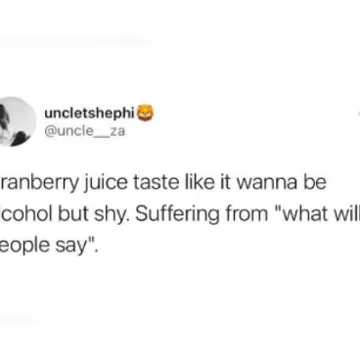 uncletshephi🦁
@uncle__za
ranberry juice taste like it wanna be
lcohol but shy. Suffering from "what will
eople say".